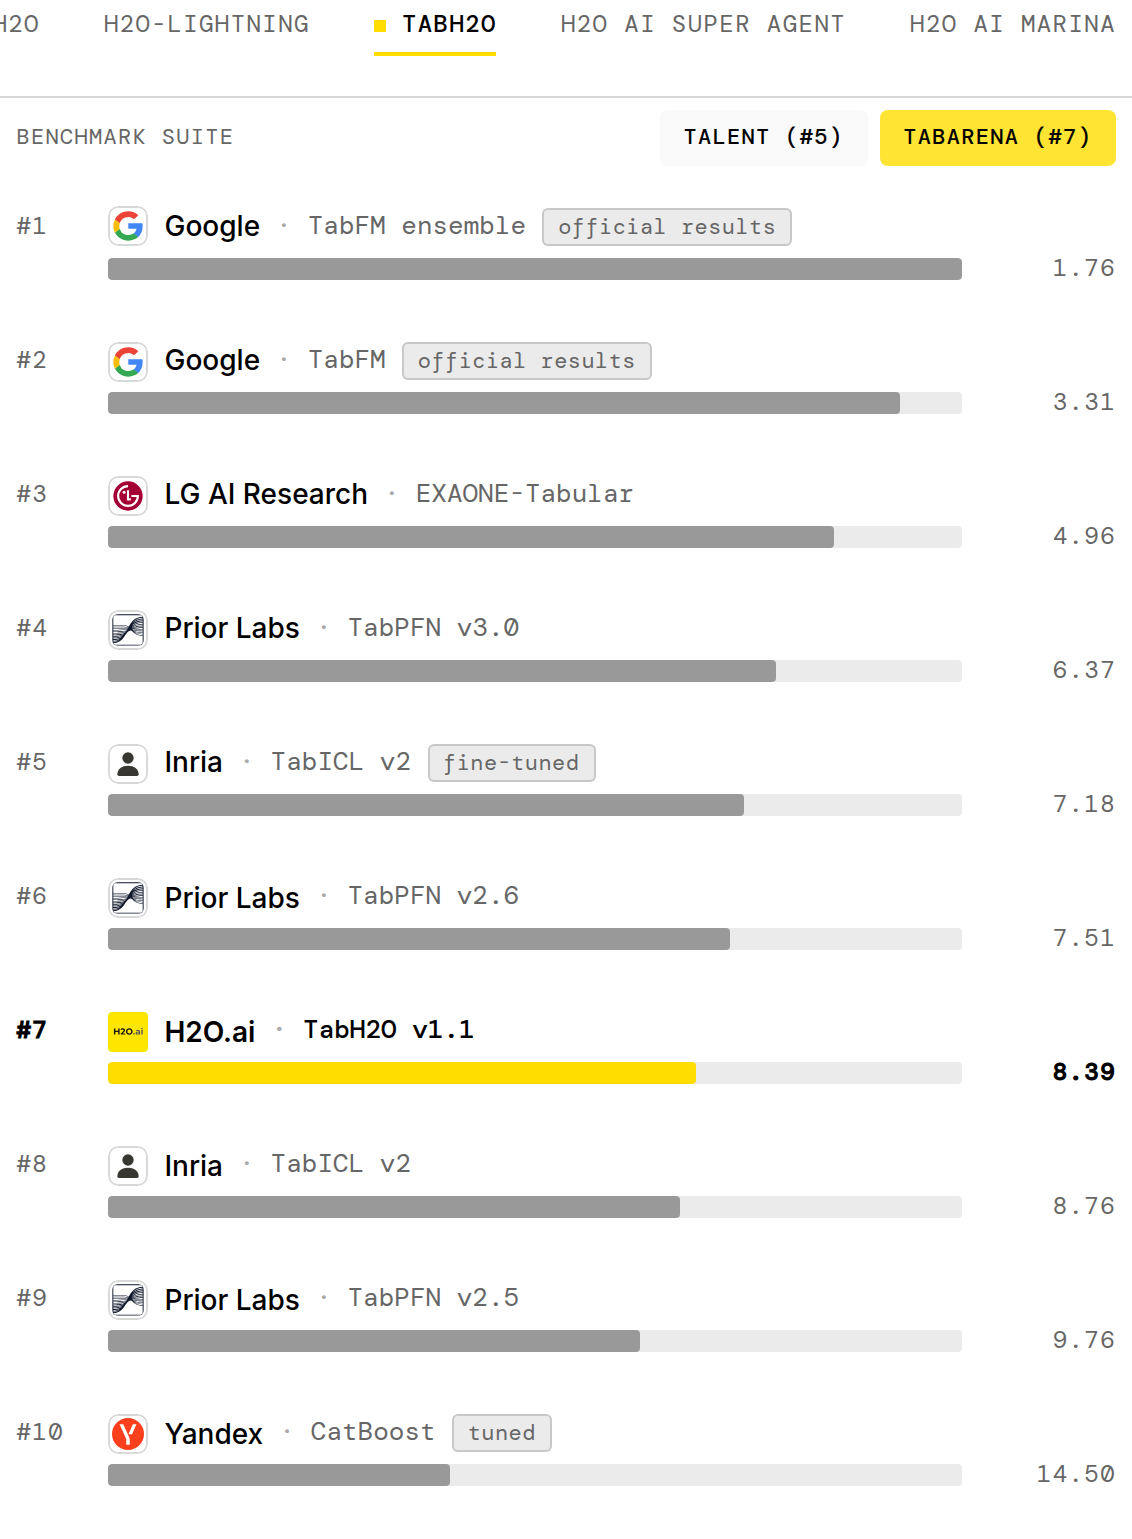 H2O H2O-LIGHTNING TABH2O H2O AI SUPER AGENT H2O AI MARINA
BENCHMARK SUITE TALENT (#5) TABARENA (#7)
#1 Google · TabFM ensemble official results
1.76
#2 Google · TabFM official results
3.31
#3 LG AI Research · EXAONE-Tabular
4.96
#4 Prior Labs · TabPFN v3.0
6.37
#5 Inria · TabICL v2 fine-tuned
7.18
#6 Prior Labs · TabPFN v2.6
7.51
#7 H2O.ai H2O.ai · TabH2O v1.1
8.39
#8 Inria · TabICL v2
8.76
#9 Prior Labs · TabPFN v2.5
9.76
#10 Yandex · CatBoost tuned
14.50